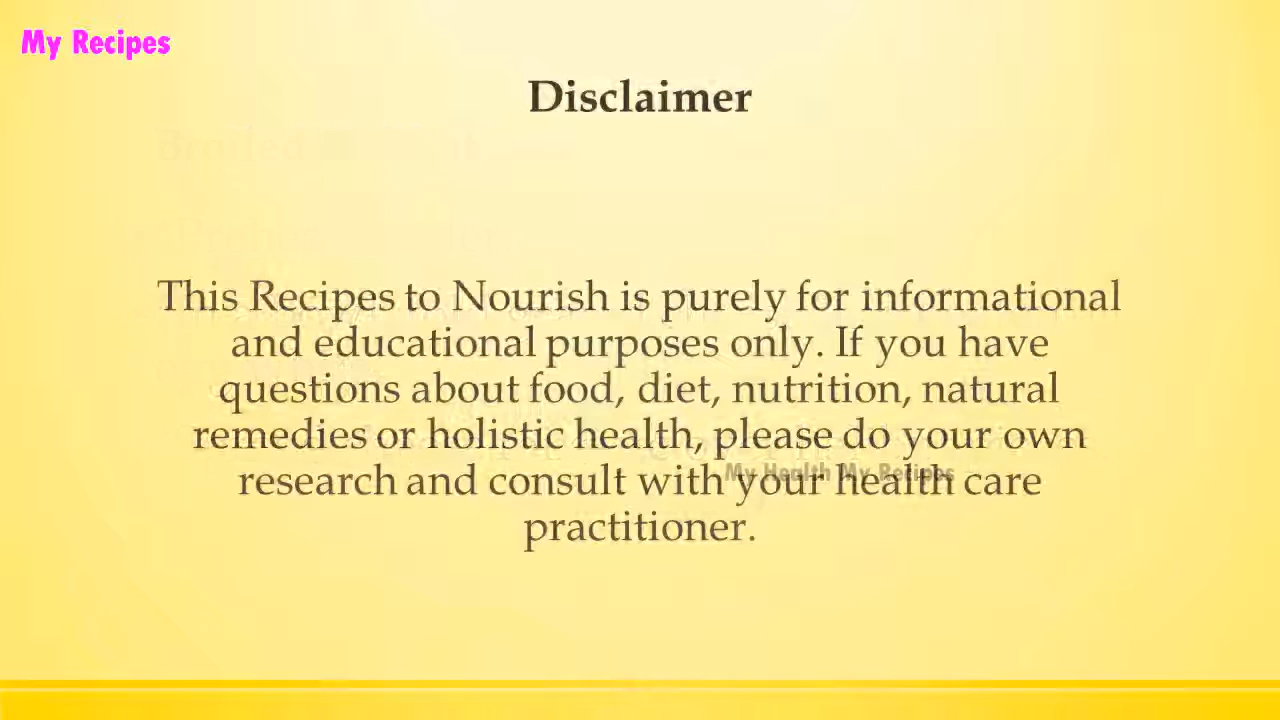 My Recipes
Disclaimer
This Recipes to Nourish is purely for informational
and educational purposes only. If you have
questions about food, diet, nutrition, natural
remedies or holistic health, please do your own
research and consult with your health care
practitioner.
My Health My Recipes